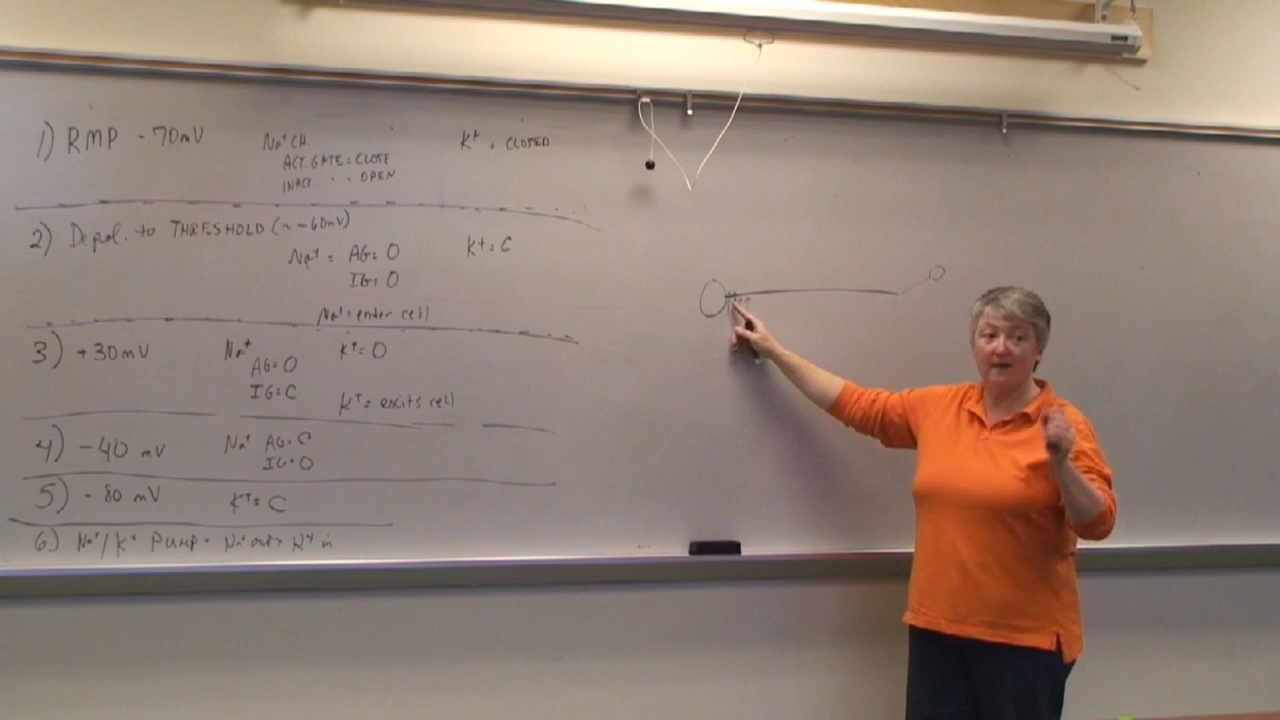 1) RMP - 70mV Na⁺ CH. K⁺ = CLOSED
ACT. GATE = CLOSE
INACT " = OPEN
2) Depol. to THRESHOLD (~ -60mV)
Na⁺ = AG = O K⁺ = C
IG = O
Na⁺ = enter cell
3) +30mV Na⁺ K⁺ = O
AG = O
IG = C
K⁺ = exits cell
4) -40 mV Na⁺ AG = C
IG = O
5) -80 mV K⁺ = C
6) Na⁺/K⁺ PUMP - Na⁺ out > K⁺ in